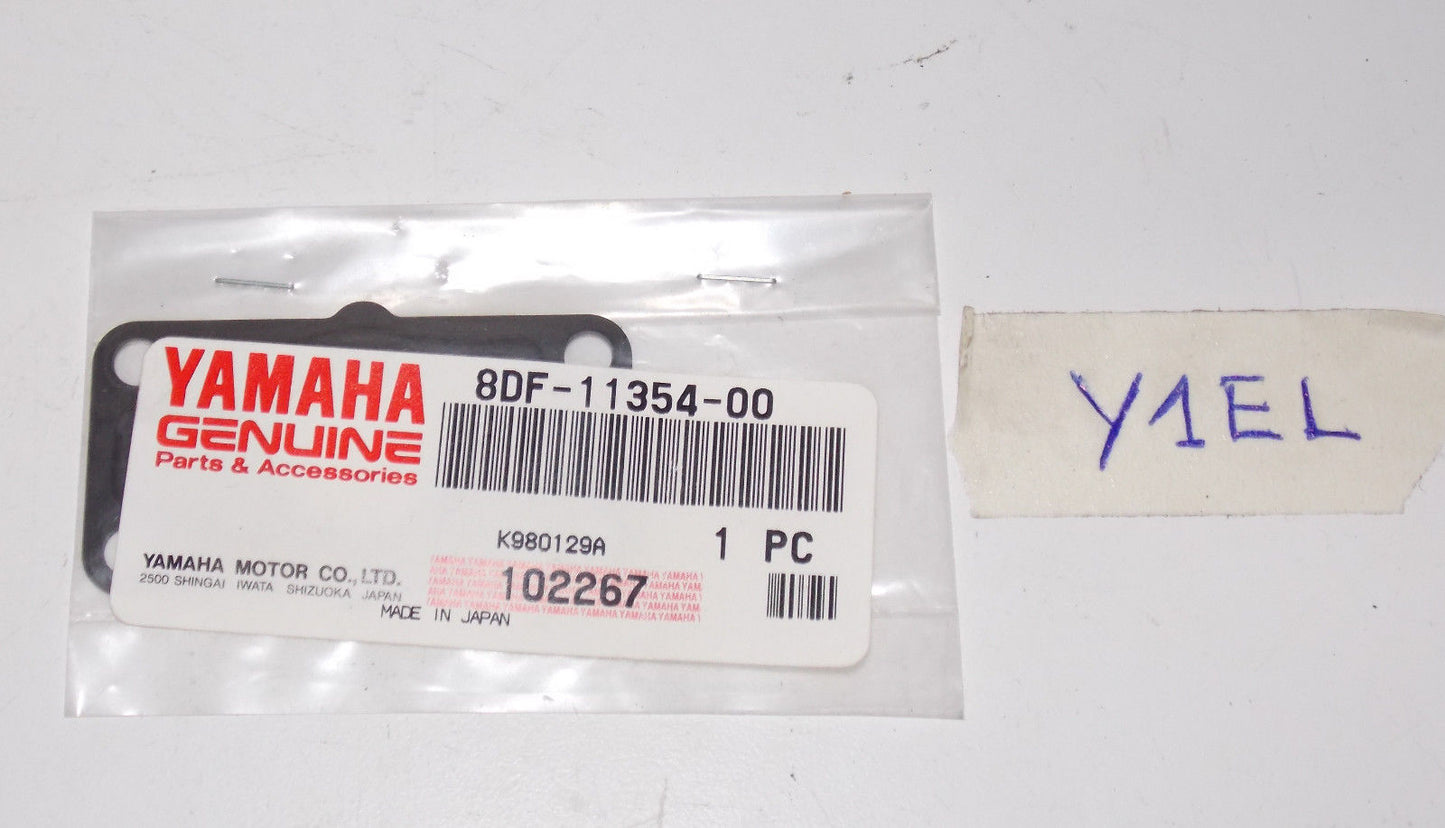 YAMAHA
GENUINE
Parts & Accessories
8DF-11354-00
K980129A
1 PC
YAMAHA MOTOR CO., LTD.
2500 SHINGAI IWATA SHIZUOKA JAPAN
102267
MADE IN JAPAN
Y1EL